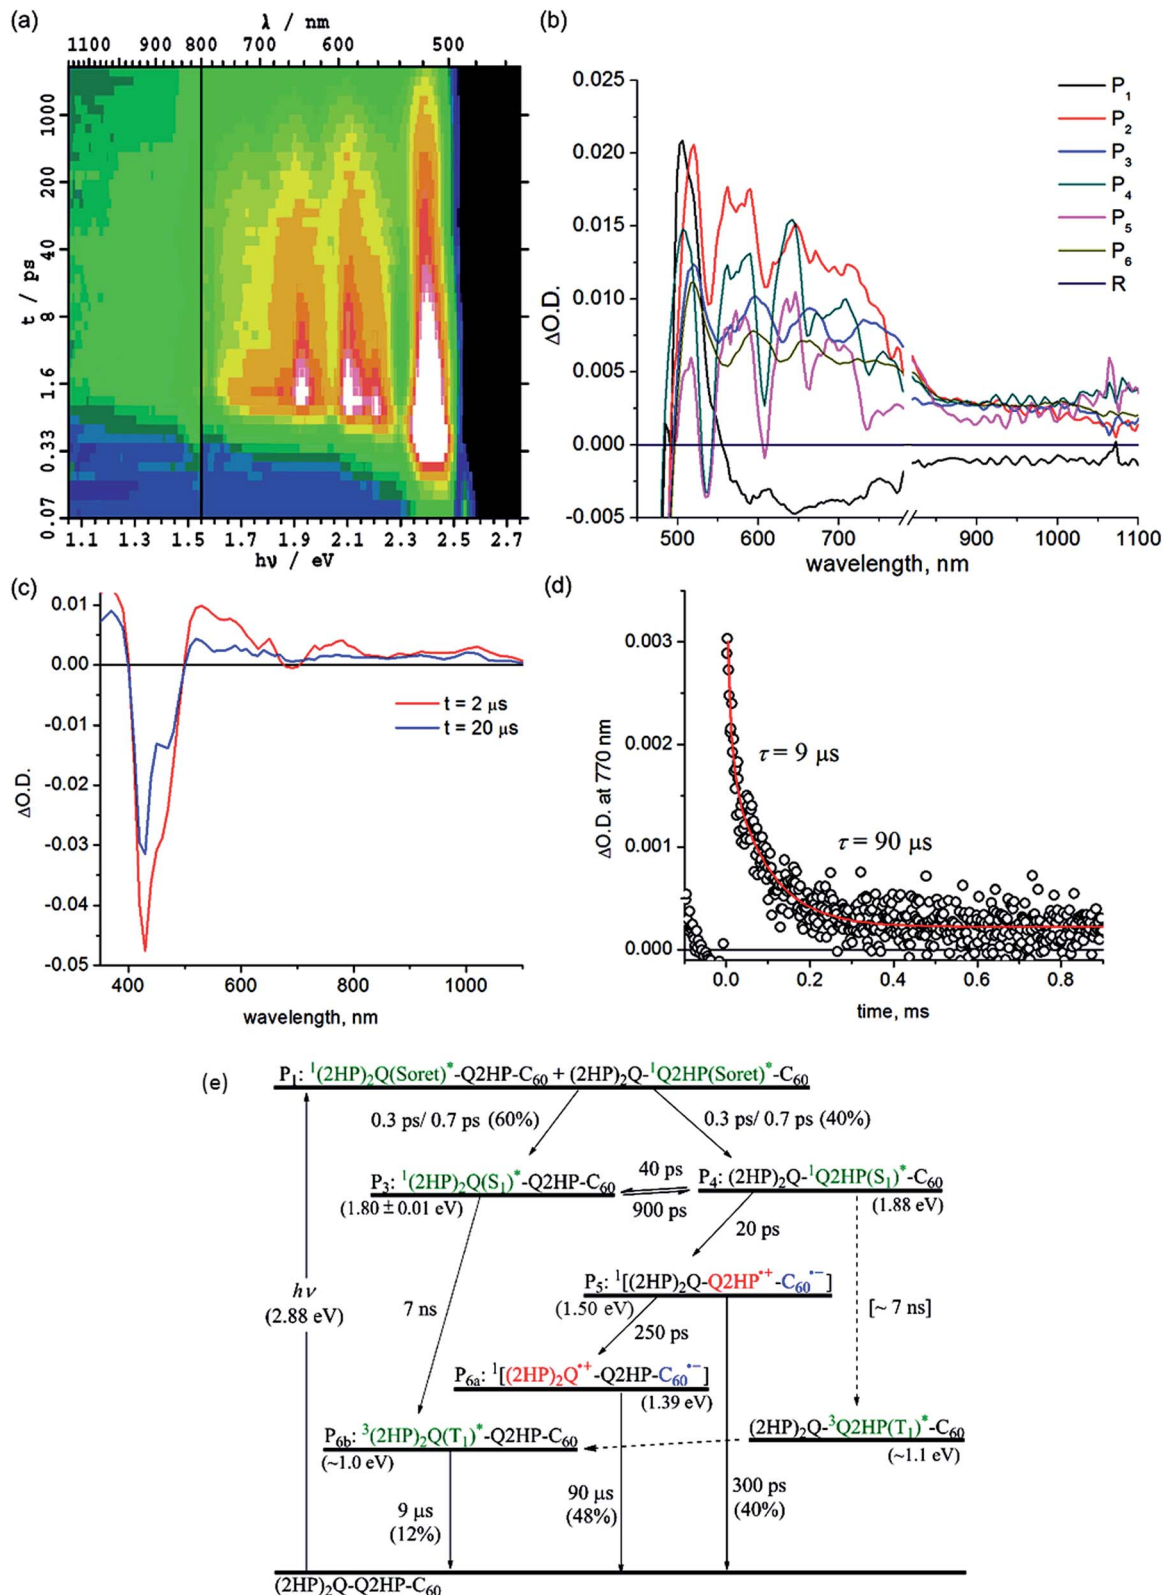 (a)
λ / nm
1100 900 800 700 600 500
t / ps
1000
200
40
8
1.6
0.33
0.07
1.1 1.3 1.5 1.7 1.9 2.1 2.3 2.5 2.7
hν / eV
(b)
ΔO.D.
0.025
0.020
0.015
0.010
0.005
0.000
-0.005
P1
P2
P3
P4
P5
P6
R
500 600 700 900 1000 1100
wavelength, nm
(c)
ΔO.D.
0.01
0.00
-0.01
-0.02
-0.03
-0.04
-0.05
t = 2 μs
t = 20 μs
400 600 800 1000
wavelength, nm
(d)
ΔO.D. at 770 nm
0.003
0.002
0.001
0.000
τ = 9 μs
τ = 90 μs
0.0 0.2 0.4 0.6 0.8
time, ms
(e)
P1: 1(2HP)2Q(Soret)*-Q2HP-C60 + (2HP)2Q-1Q2HP(Soret)*-C60
0.3 ps/ 0.7 ps (60%)
0.3 ps/ 0.7 ps (40%)
P3: 1(2HP)2Q(S1)*-Q2HP-C60
(1.80 ± 0.01 eV)
40 ps
900 ps
P4: (2HP)2Q-1Q2HP(S1)*-C60
(1.88 eV)
20 ps
hν
(2.88 eV)
7 ns
P5: 1[(2HP)2Q-Q2HP•+-C60•−]
(1.50 eV)
[~ 7 ns]
250 ps
P6a: 1[(2HP)2Q•+-Q2HP-C60•−]
(1.39 eV)
P6b: 3(2HP)2Q(T1)*-Q2HP-C60
(~1.0 eV)
(2HP)2Q-3Q2HP(T1)*-C60
(~1.1 eV)
9 μs
(12%)
90 μs
(48%)
300 ps
(40%)
(2HP)2Q-Q2HP-C60